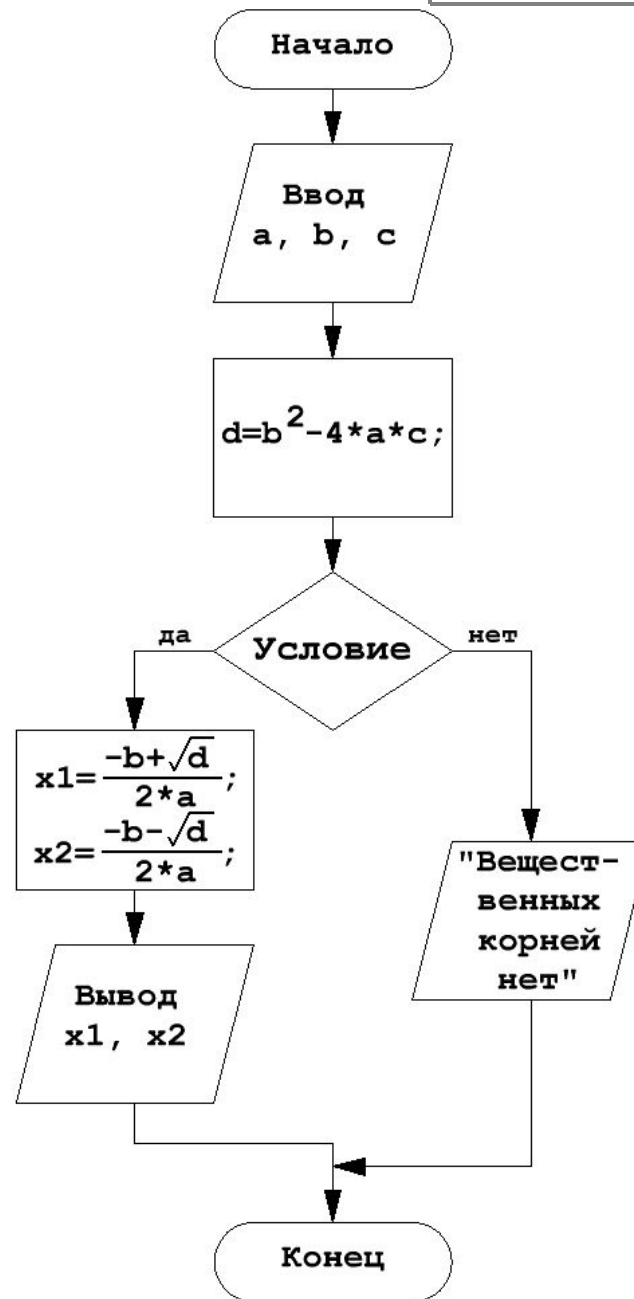 Начало
Ввод
a, b, c
d=b²-4*a*c;
Условие
да
нет
x1=(-b+√d)/(2*a);
x2=(-b-√d)/(2*a);
"Вещест-
венных
корней
нет"
Вывод
x1, x2
Конец